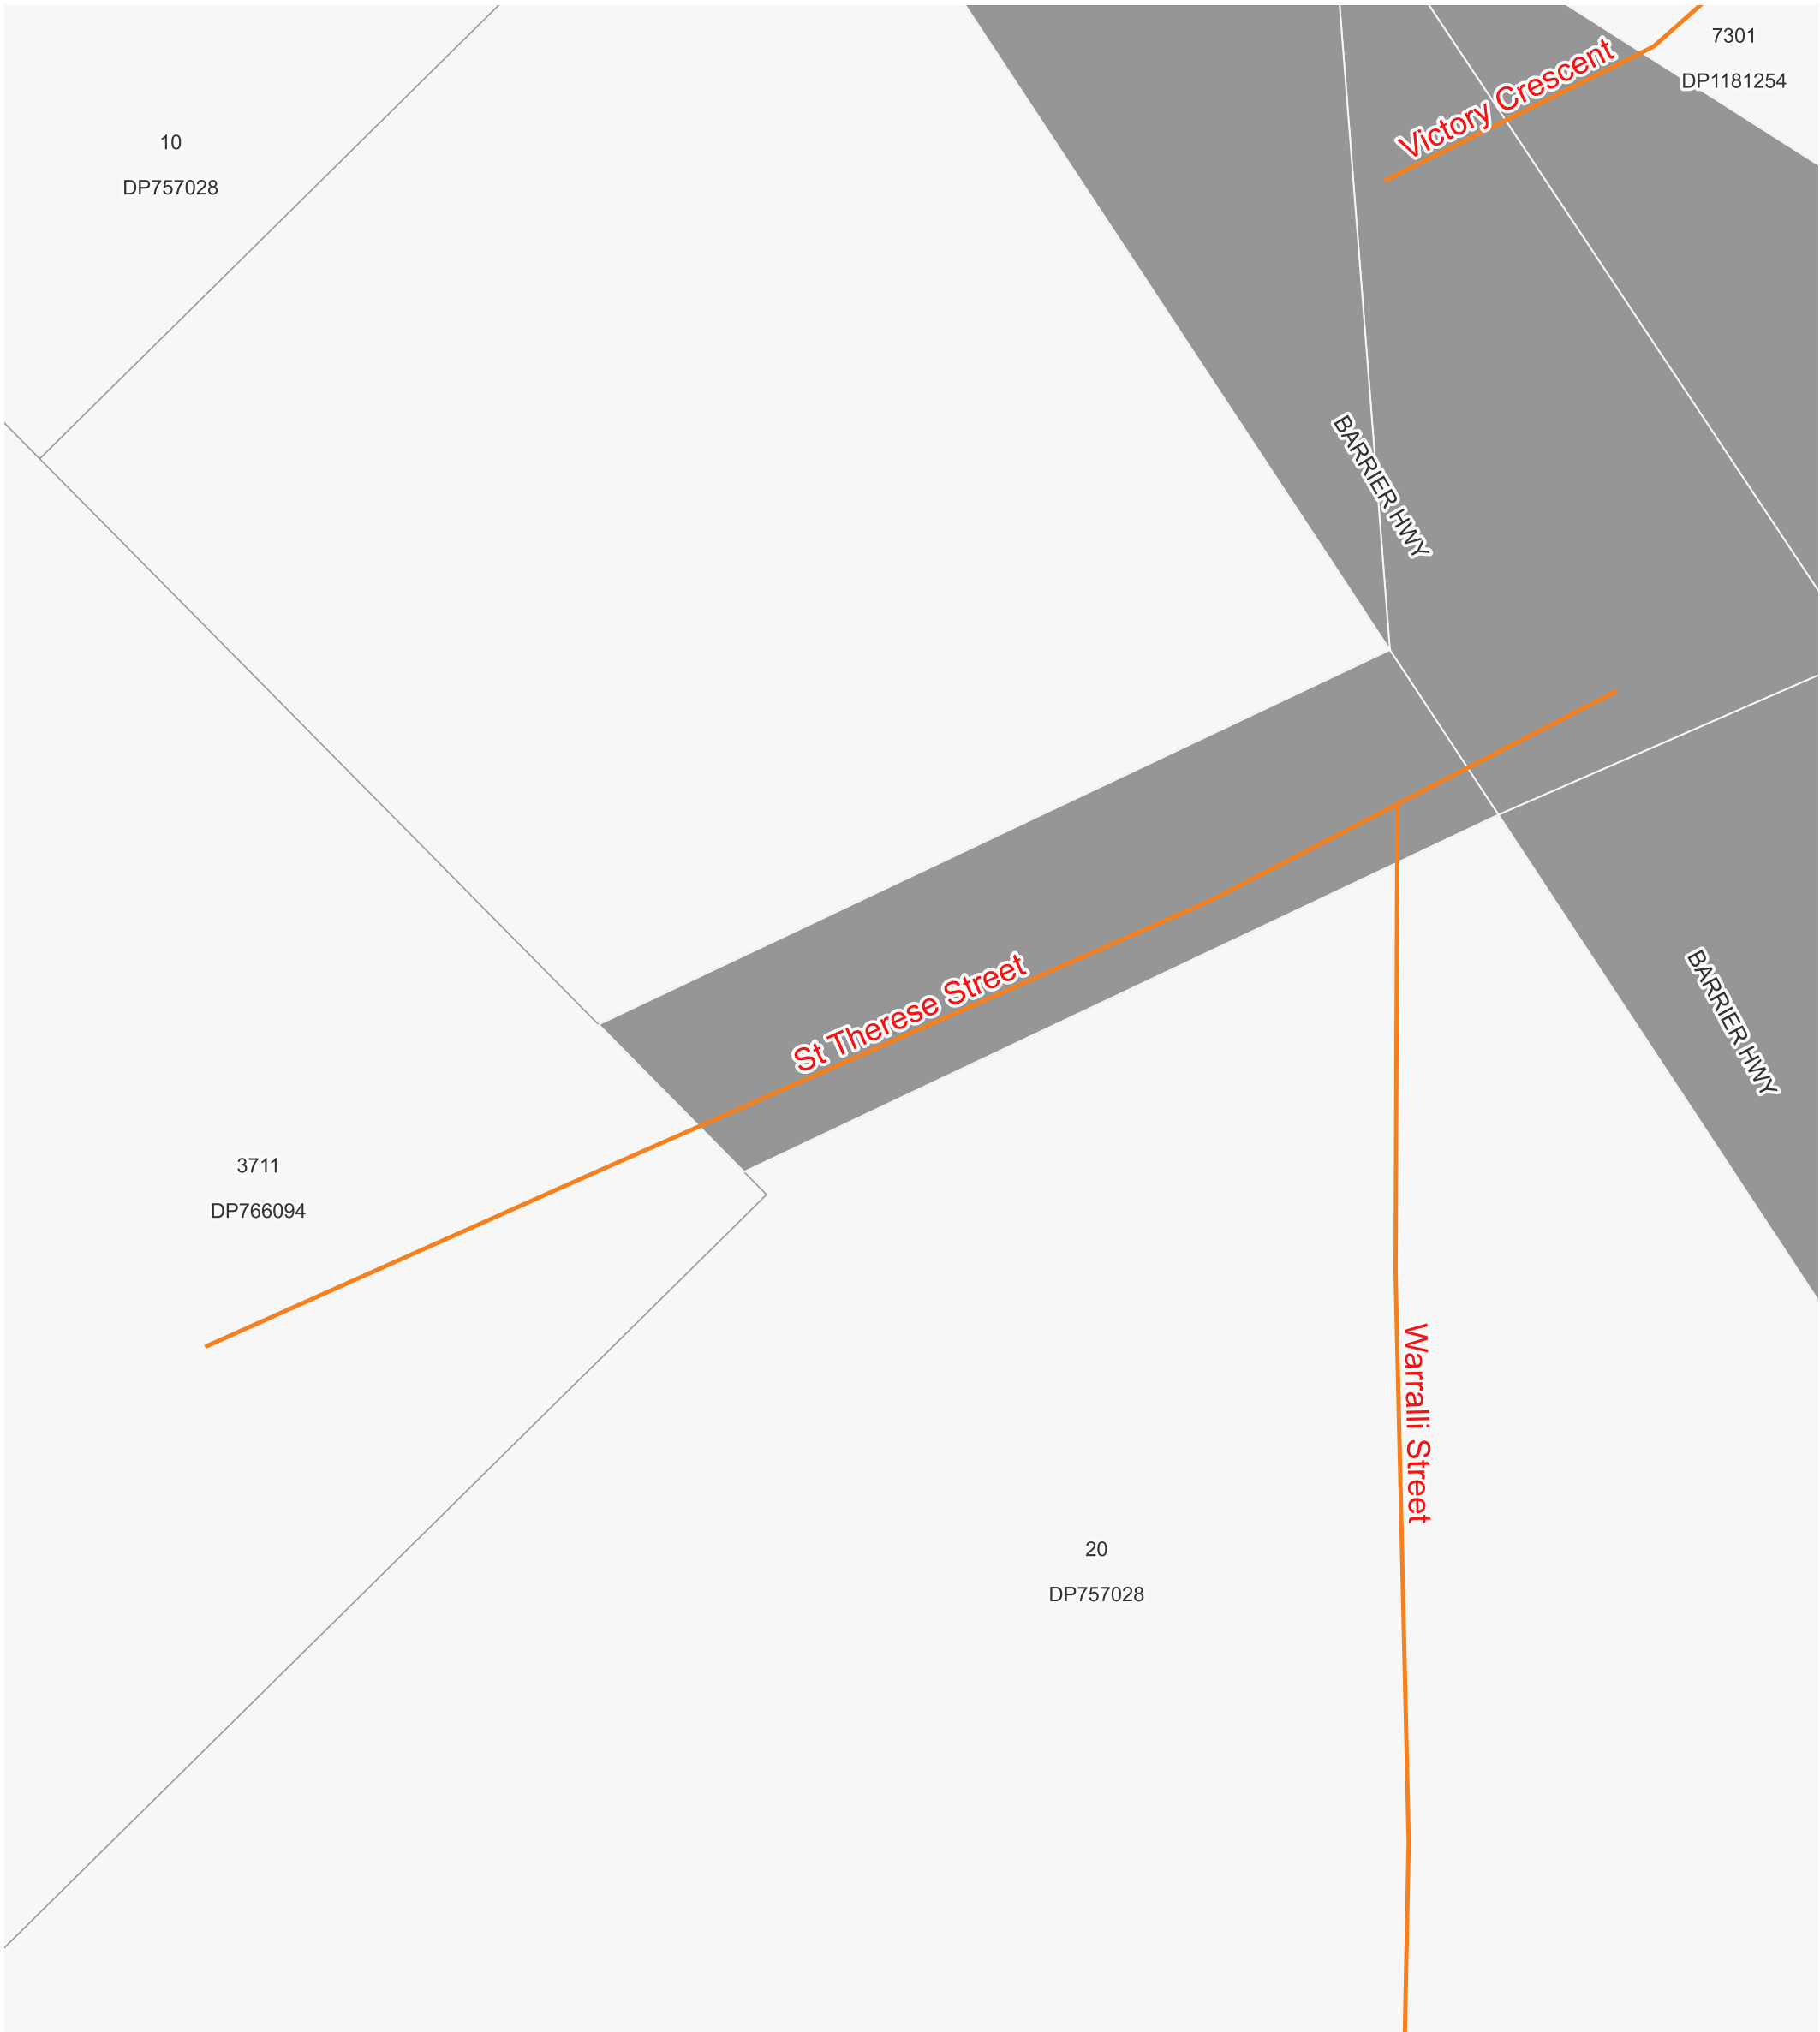 7301
Victory Crescent
DP1181254
10
DP757028
BARRIER HWY
BARRIER HWY
St Therese Street
3711
DP766094
Warralli Street
20
DP757028